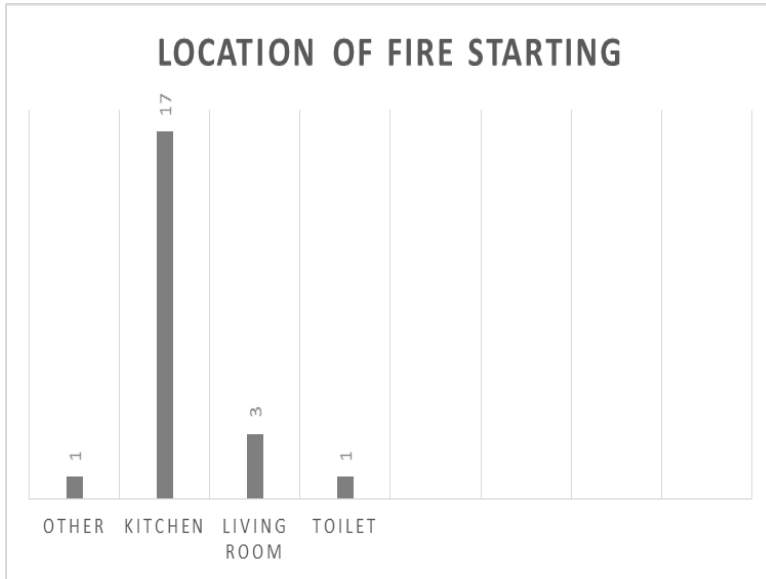 LOCATION OF FIRE STARTING
17
3
1
1
OTHER
KITCHEN
LIVING
ROOM
TOILET